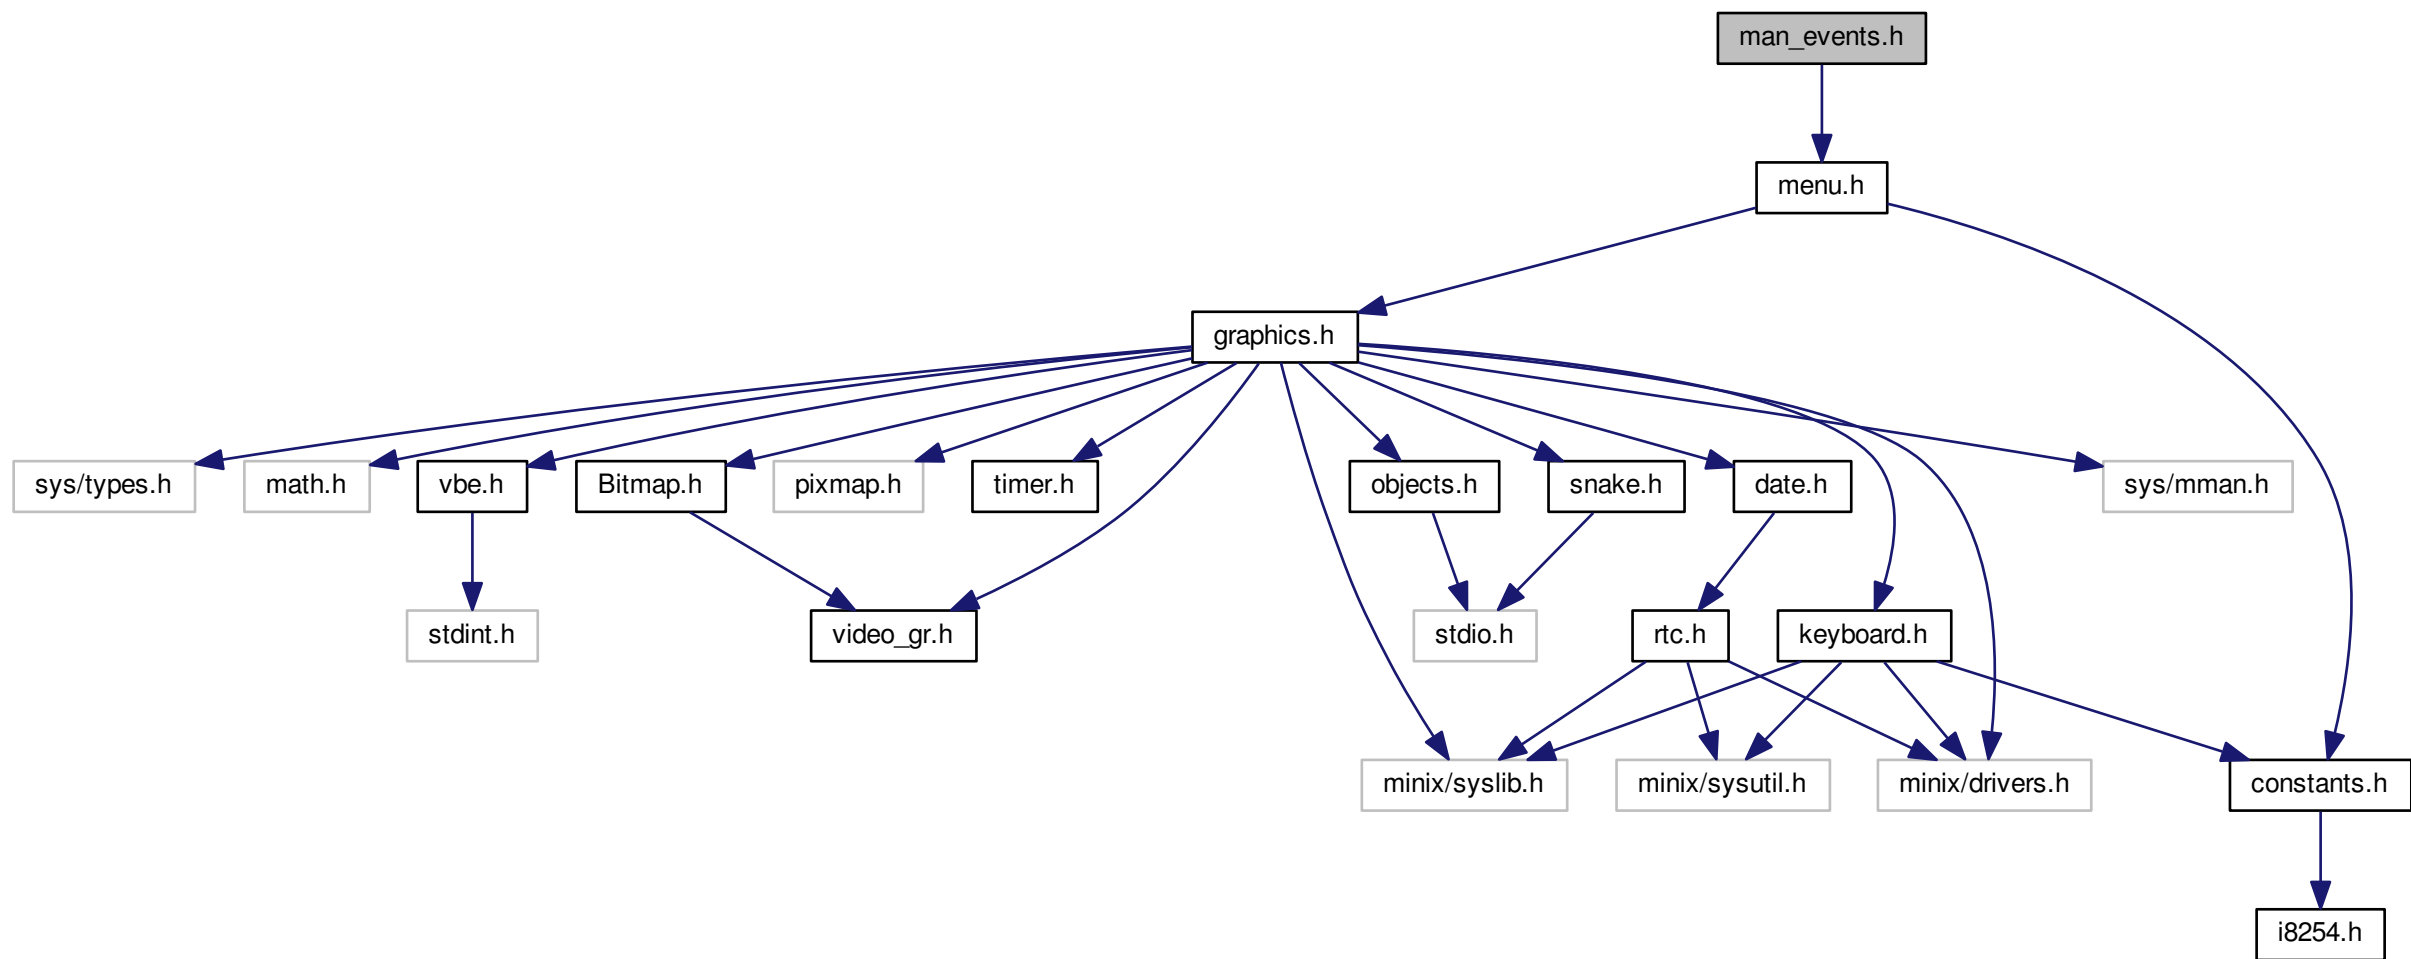 man_events.h
menu.h
graphics.h
sys/types.h
math.h
vbe.h
Bitmap.h
pixmap.h
timer.h
objects.h
snake.h
date.h
sys/mman.h
stdint.h
video_gr.h
stdio.h
rtc.h
keyboard.h
minix/syslib.h
minix/sysutil.h
minix/drivers.h
constants.h
i8254.h